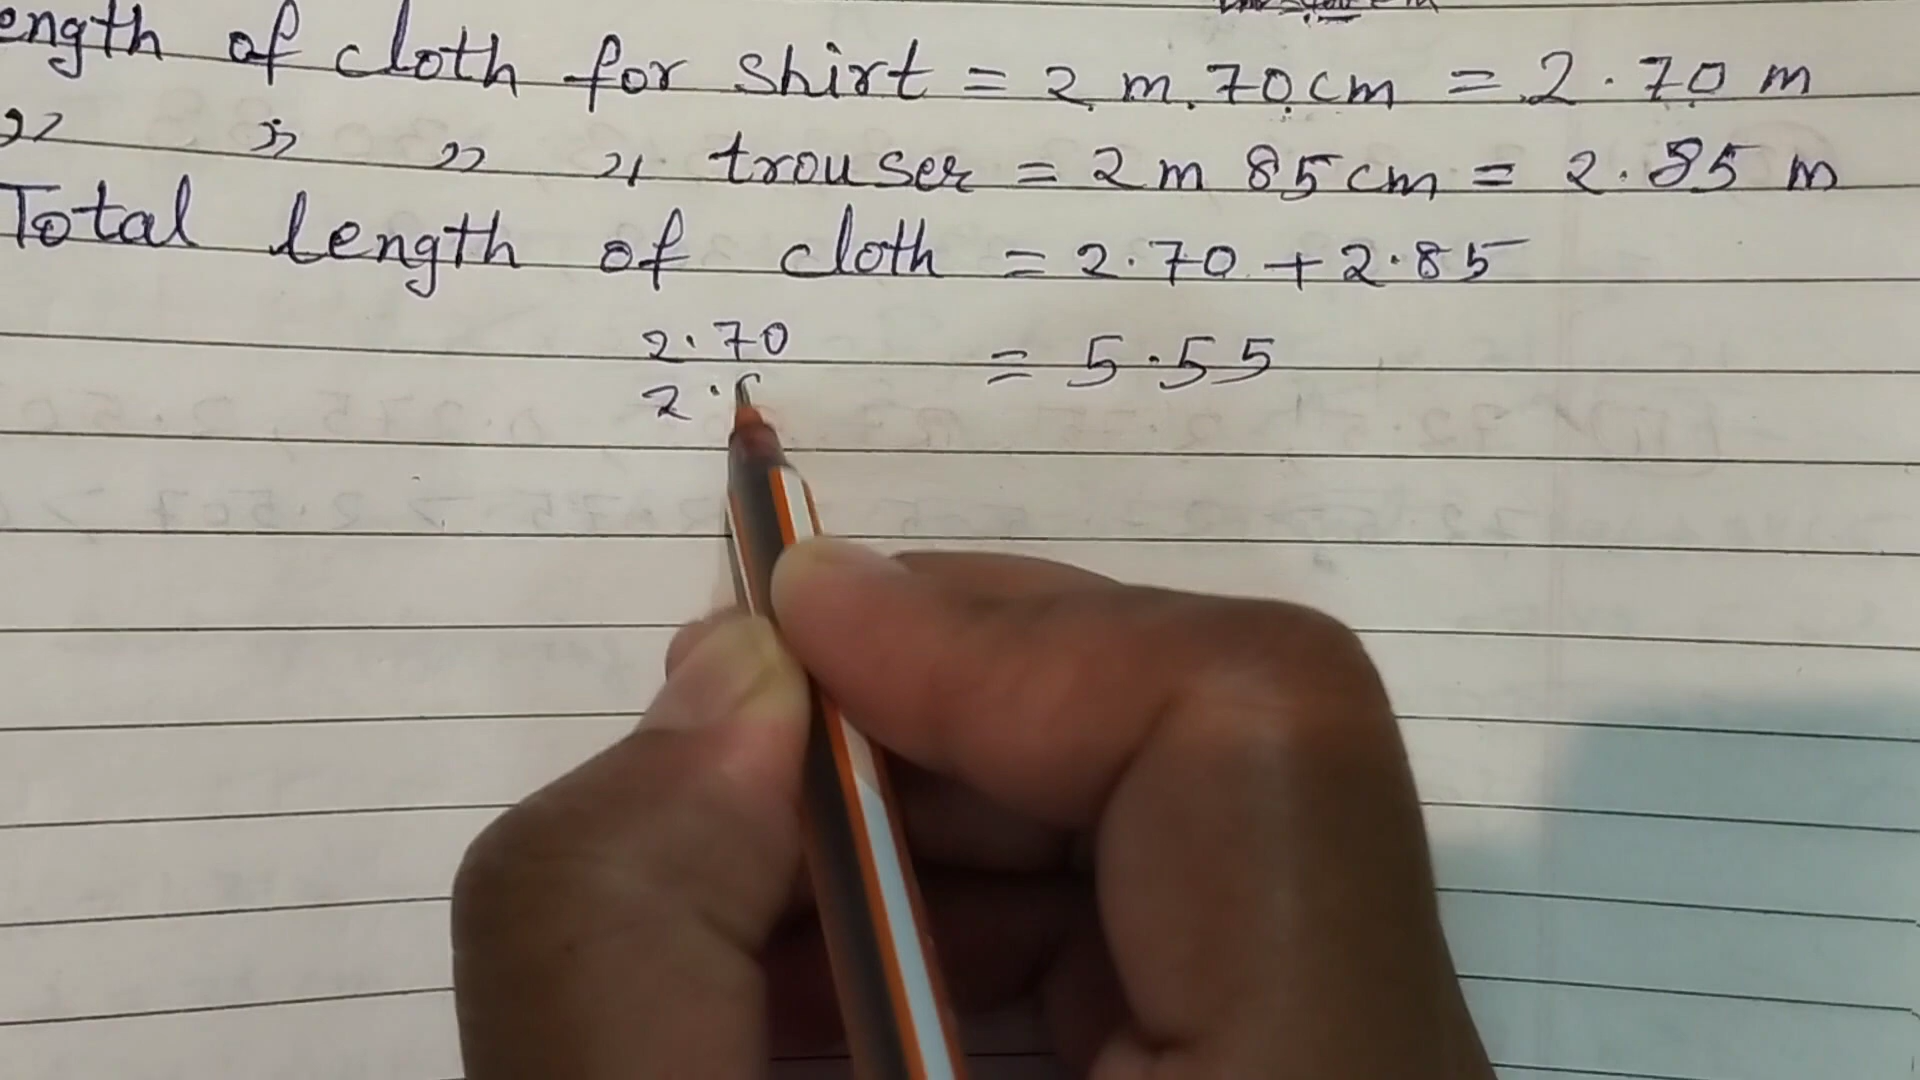 ength of cloth for shirt = 2 m 70 cm = 2.70 m
" " " " trouser = 2 m 85 cm = 2.85 m
Total length of cloth = 2.70 + 2.85
2.70 = 5.55
2.